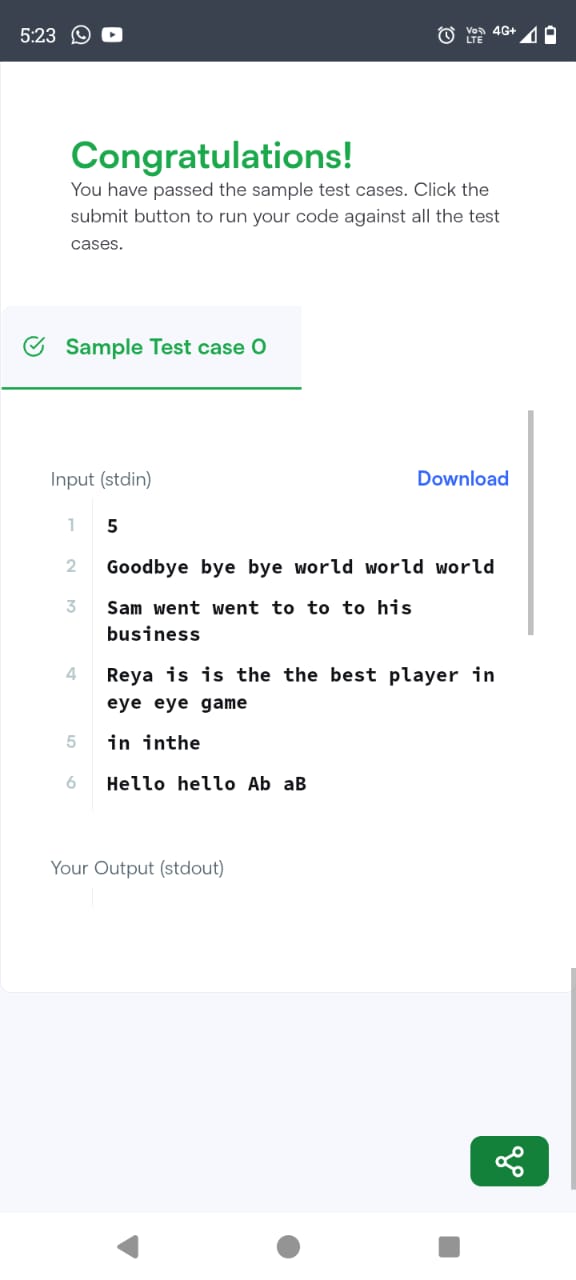 5:23 Vo LTE 4G+
Congratulations!
You have passed the sample test cases. Click the
submit button to run your code against all the test
cases.
Sample Test case 0
Input (stdin) Download
1 5
2 Goodbye bye bye world world world
3 Sam went went to to to his
business
4 Reya is is the the best player in
eye eye game
5 in inthe
6 Hello hello Ab aB
Your Output (stdout)